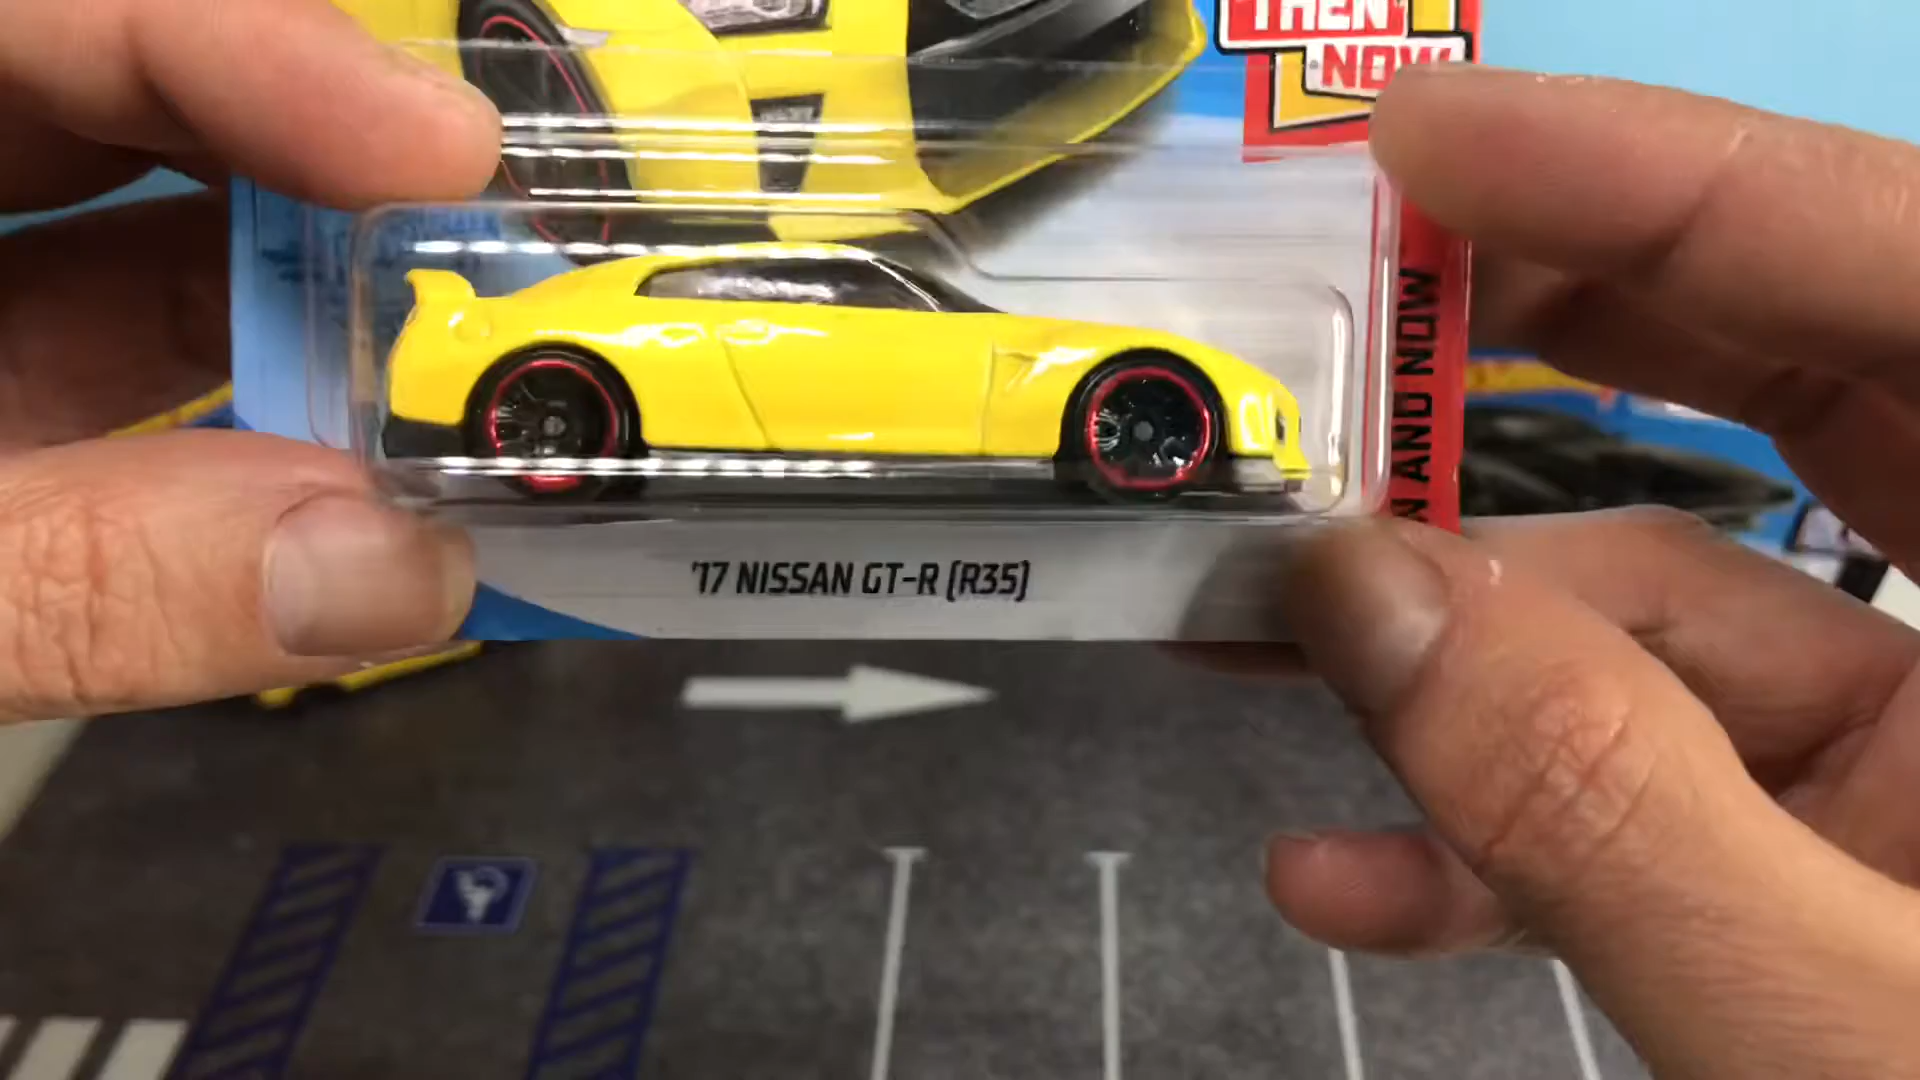 THEN
NOW
AND NOW
'17 NISSAN GT-R (R35)